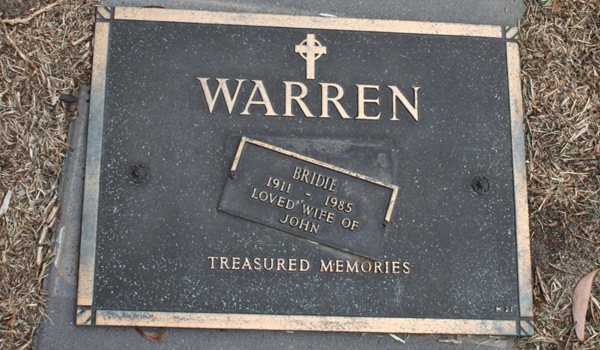 WARREN
BRIDIE
1911 - 1985
LOVED WIFE OF
JOHN
TREASURED MEMORIES